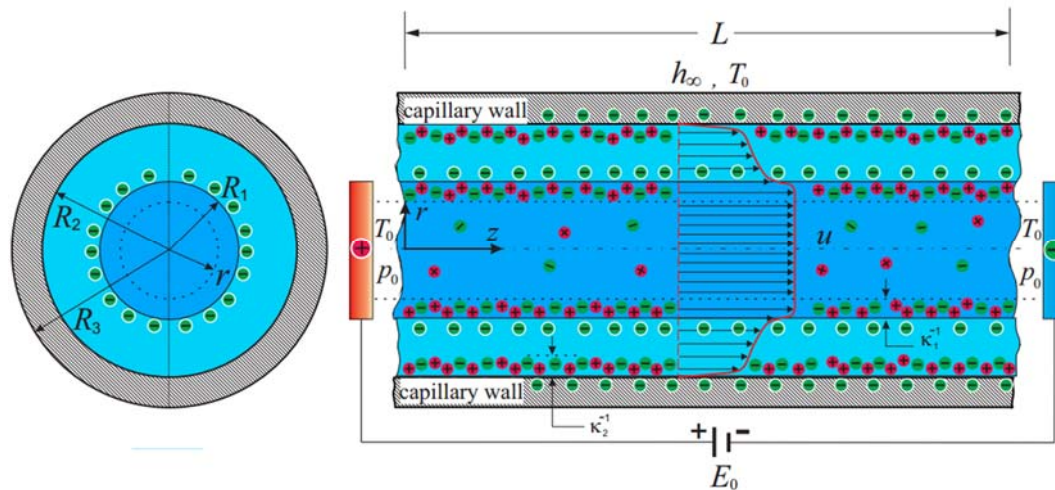 L
h∞ , T₀
capillary wall
R₁
R₂
r
R₃
T₀
r
z
u
T₀
p₀
p₀
κ₁⁻¹
capillary wall
κ₂⁻¹
+ −
E₀